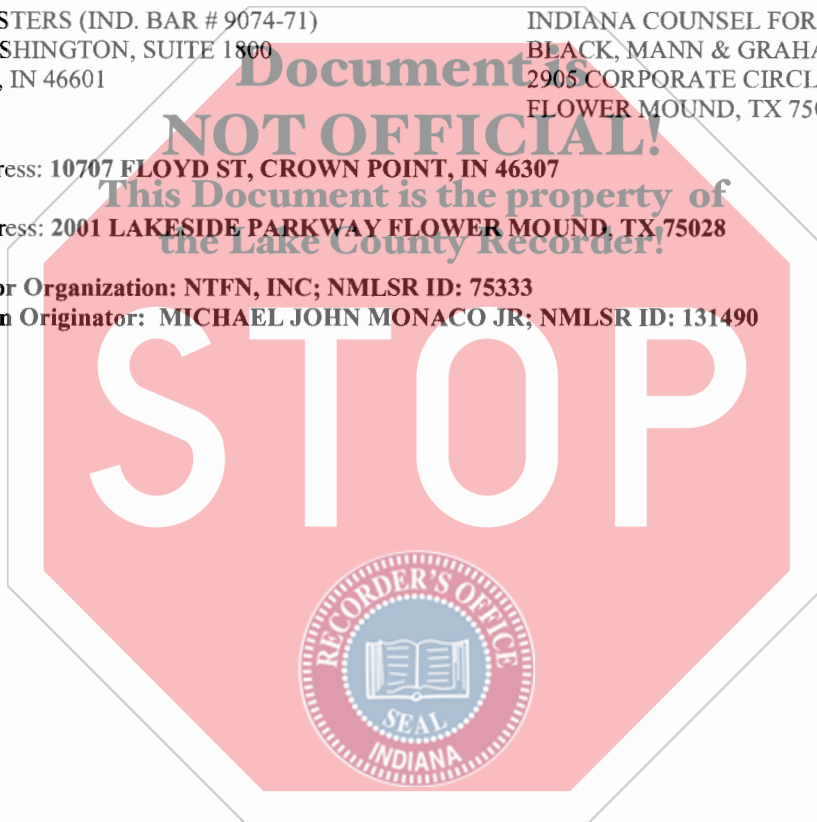 STERS (IND. BAR # 9074-71)
SHINGTON, SUITE 1800
, IN 46601
INDIANA COUNSEL FOR
BLACK, MANN & GRAHA
2905 CORPORATE CIRCL
FLOWER MOUND, TX 750
Document is
NOT OFFICIAL!
This Document is the property of
the Lake County Recorder!
ress: 10707 FLOYD ST, CROWN POINT, IN 46307
ress: 2001 LAKESIDE PARKWAY FLOWER MOUND, TX 75028
or Organization: NTFN, INC; NMLSR ID: 75333
n Originator: MICHAEL JOHN MONACO JR; NMLSR ID: 131490
STOP
RECORDER'S OFFICE
SEAL
INDIANA